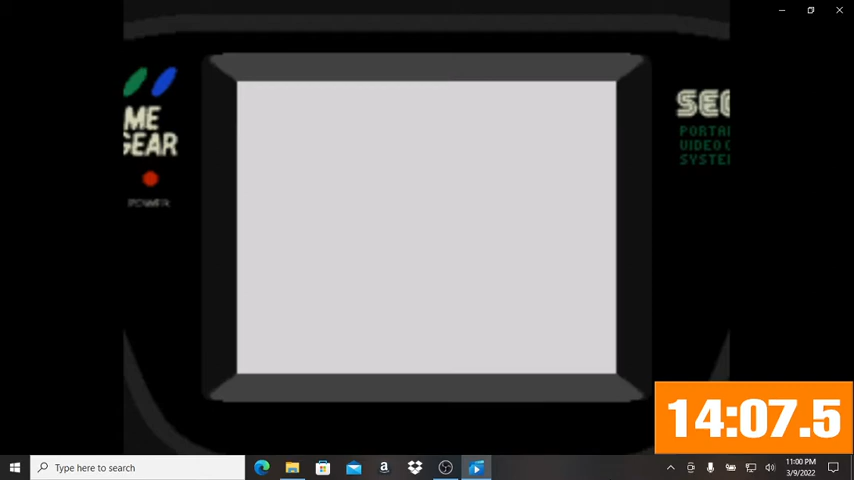 ME
GEAR
POWER
SEG
PORTA
VIDEO
SYSTE
14:07.5
Type here to search
a
11:00 PM
3/9/2022